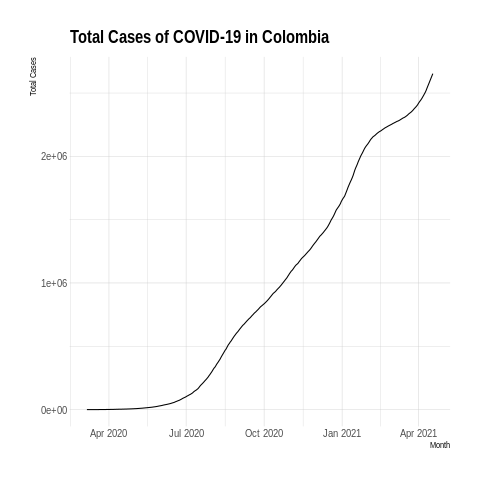 Total Cases of COVID-19 in Colombia
Total Cases
2e+06
1e+06
0e+00
Apr 2020 Jul 2020 Oct 2020 Jan 2021 Apr 2021
Month